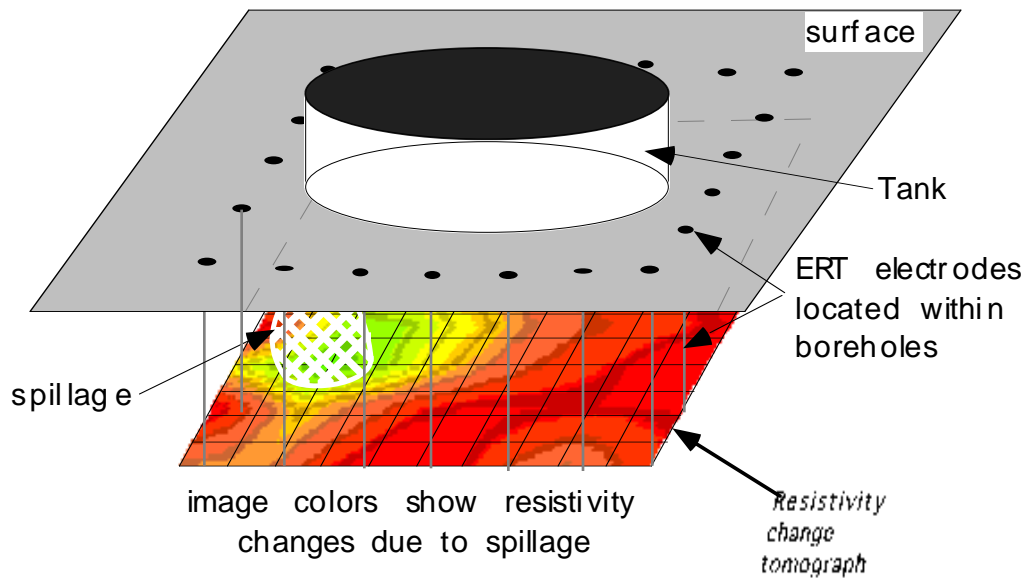 surface
Tank
ERT electrodes
located within
boreholes
spillage
image colors show resistivity
changes due to spillage
Resistivity
change
tomograph